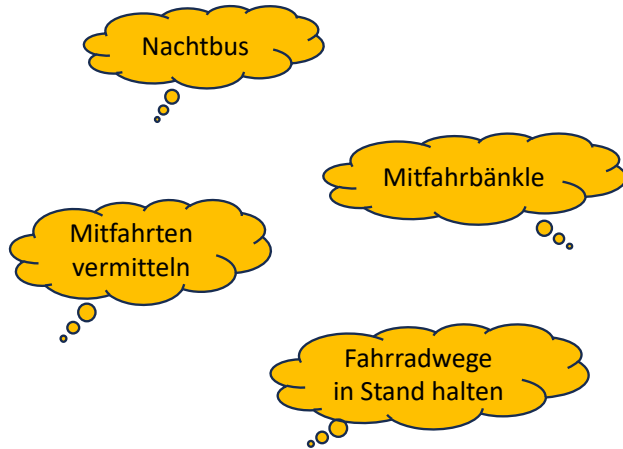 Nachtbus
Mitfahrbänkle
Mitfahrten
vermitteln
Fahrradwege
in Stand halten